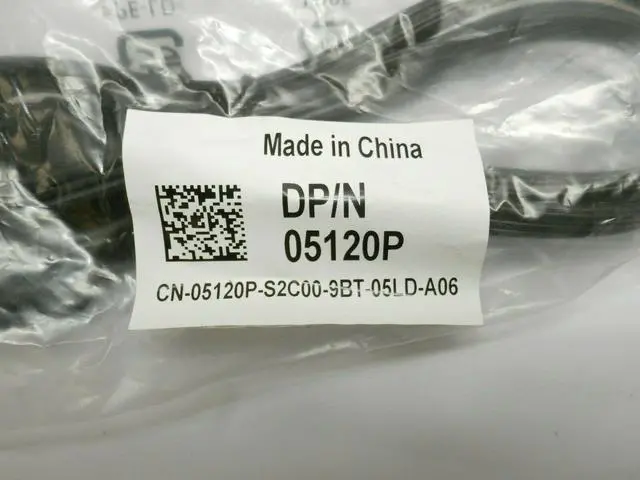 Made in China
DP/N
05120P
CN-05120P-S2C00-9BT-05LD-A06